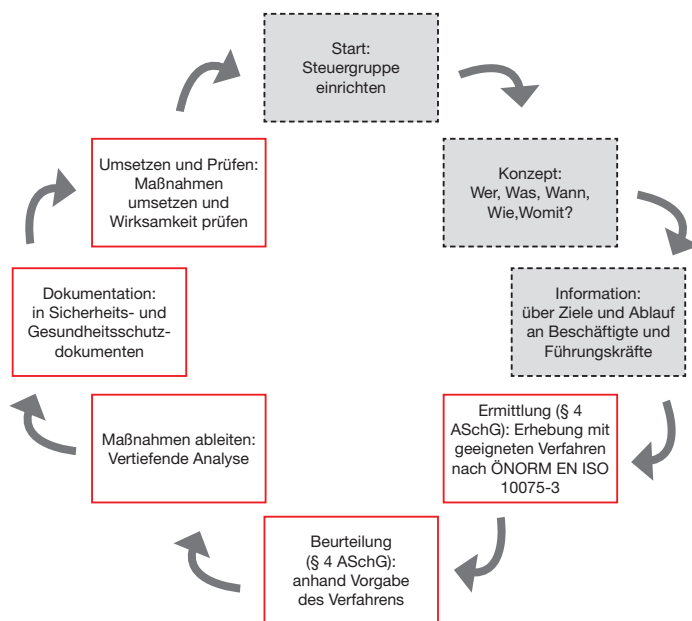 Start:
Steuergruppe
einrichten
Konzept:
Wer, Was, Wann,
Wie,Womit?
Information:
über Ziele und Ablauf
an Beschäftigte und
Führungskräfte
Ermittlung (§ 4
ASchG): Erhebung mit
geeigneten Verfahren
nach ÖNORM EN ISO
10075-3
Beurteilung
(§ 4 ASchG):
anhand Vorgabe
des Verfahrens
Maßnahmen ableiten:
Vertiefende Analyse
Dokumentation:
in Sicherheits- und
Gesundheitsschutz-
dokumenten
Umsetzen und Prüfen:
Maßnahmen
umsetzen und
Wirksamkeit prüfen